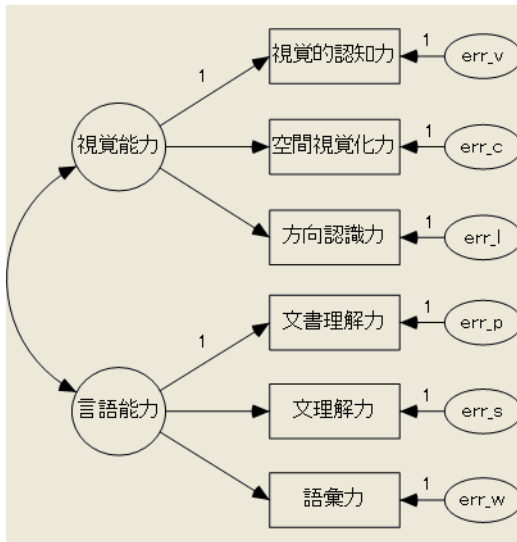 視覚的認知力
1
err_v
1
視覚能力
空間視覚化力
1
err_c
方向認識力
1
err_l
文書理解力
1
err_p
1
言語能力
文理解力
1
err_s
語彙力
1
err_w